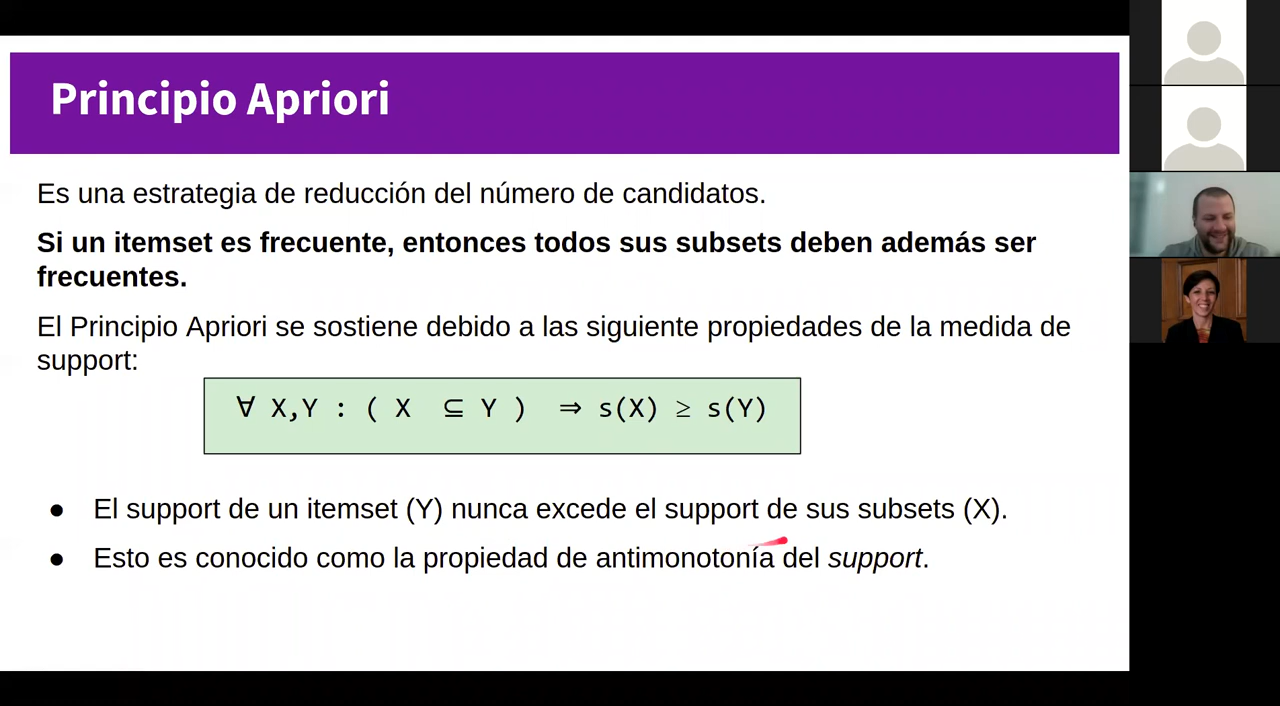 Principio Apriori
Es una estrategia de reducción del número de candidatos.
Si un itemset es frecuente, entonces todos sus subsets deben además ser
frecuentes.
El Principio Apriori se sostiene debido a las siguiente propiedades de la medida de
support:
∀ X,Y : ( X ⊆ Y ) ⇒ s(X) ≥ s(Y)
● El support de un itemset (Y) nunca excede el support de sus subsets (X).
● Esto es conocido como la propiedad de antimonotonía del support.